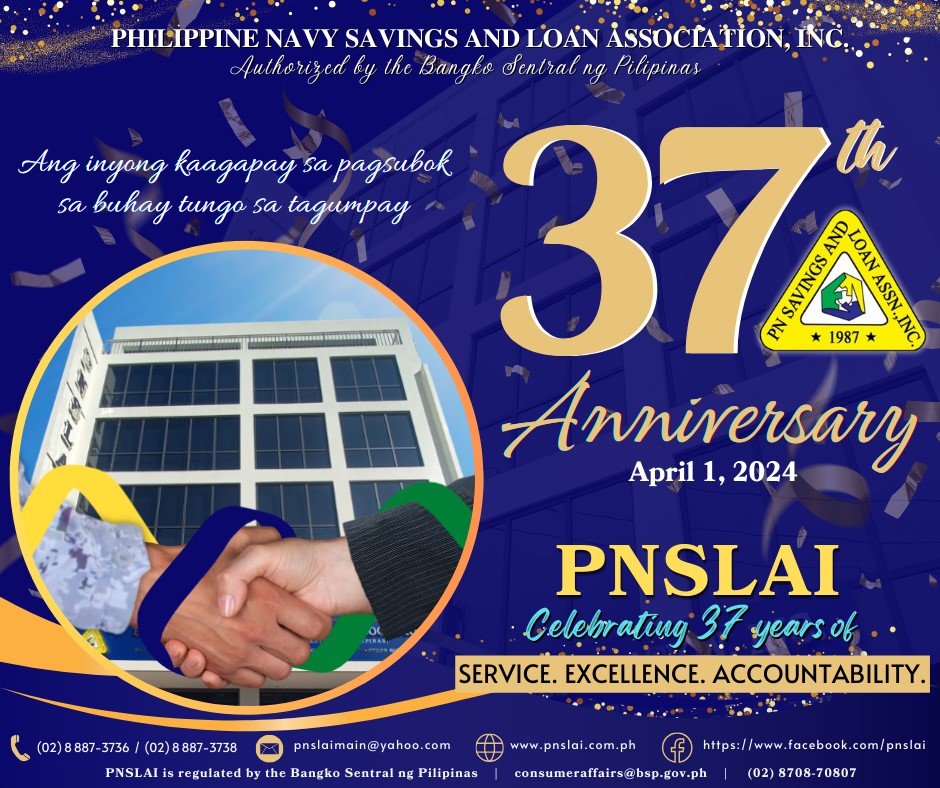 PHILIPPINE NAVY SAVINGS AND LOAN ASSOCIATION, INC.
Authorized by the Bangko Sentral ng Pilipinas
Ang inyong kaagapay sa pagsubok
sa buhay tungo sa tagumpay
37th
PN SAVINGS AND LOAN ASSN., INC.
★ 1987 ★
Anniversary
April 1, 2024
PNSLAI
Celebrating 37 years of
SERVICE. EXCELLENCE. ACCOUNTABILITY.
(02) 8 887-3736 / (02) 8 887-3738 pnslaimain@yahoo.com www.pnslai.com.ph https://www.facebook.com/pnslai
PNSLAI is regulated by the Bangko Sentral ng Pilipinas | consumeraffairs@bsp.gov.ph | (02) 8708-70807